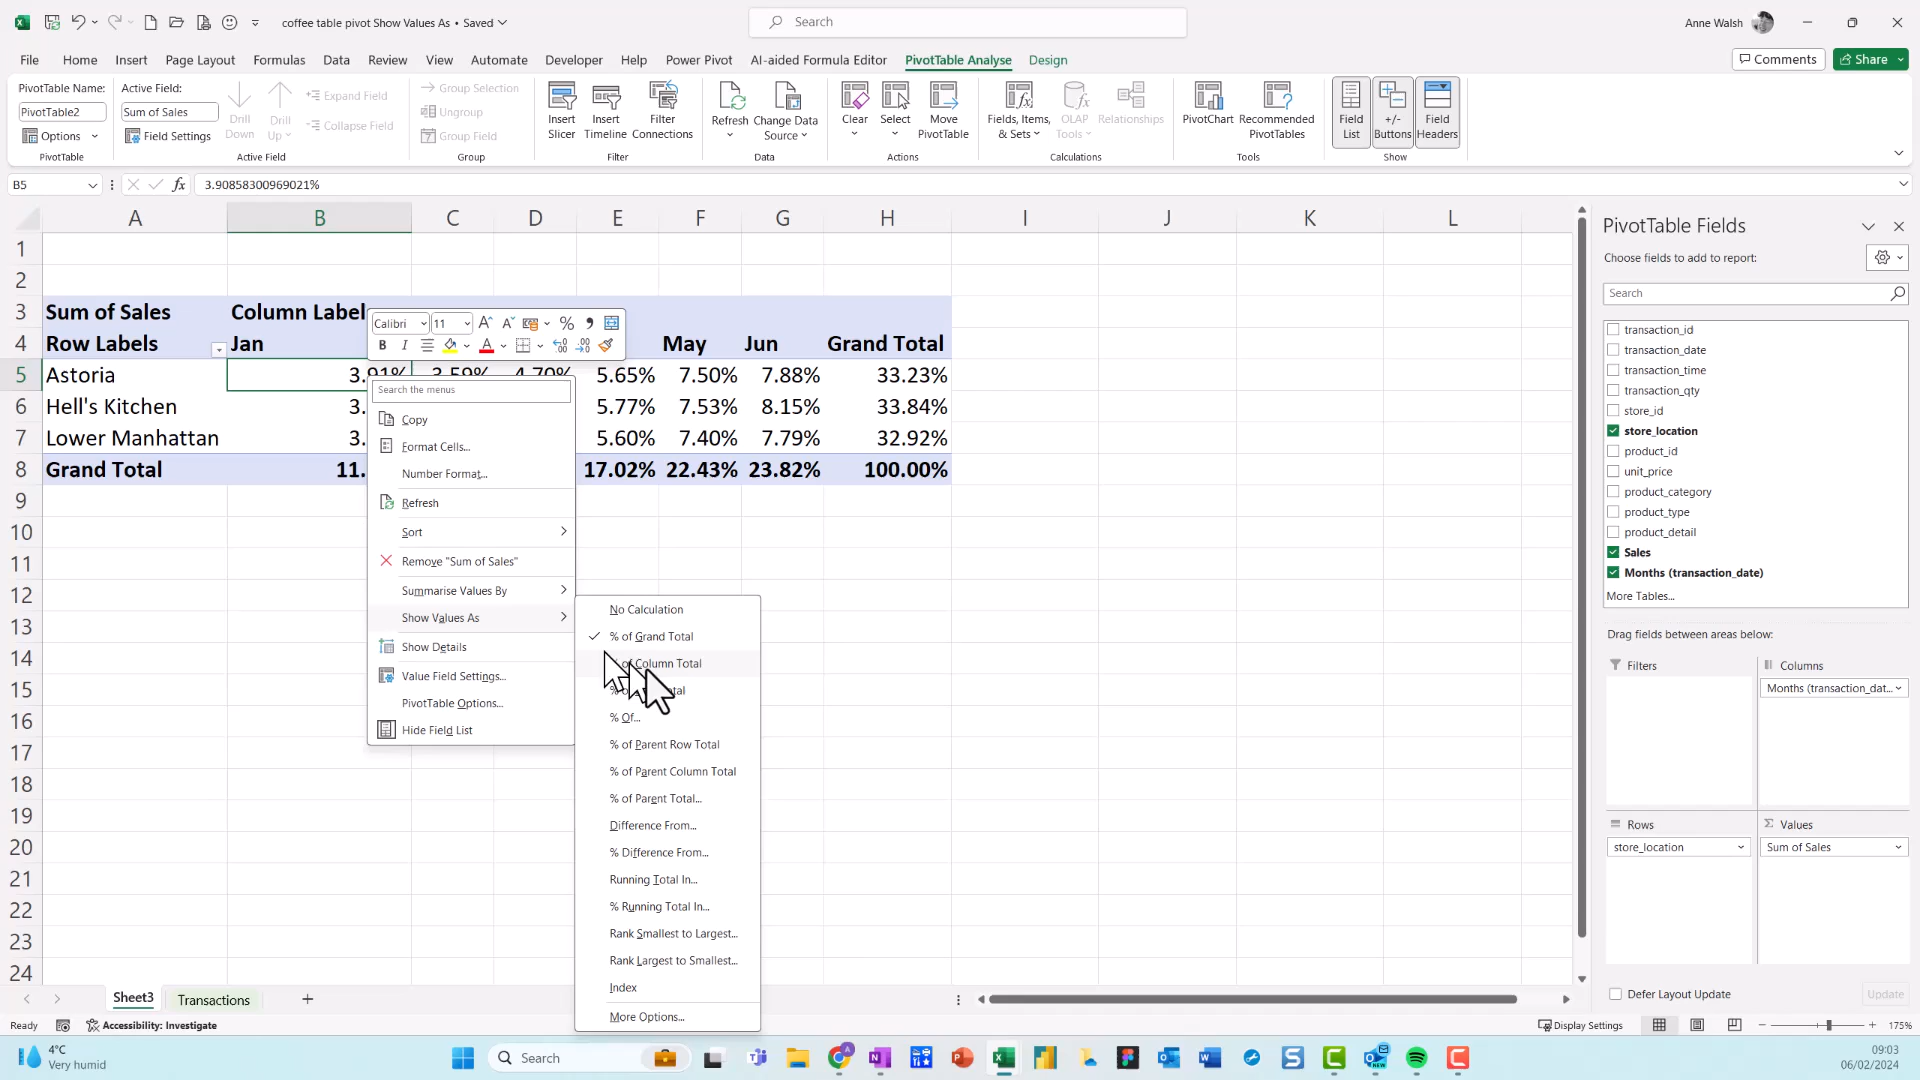 coffee table pivot Show Values As • Saved
Search
Anne Walsh
File Home Insert Page Layout Formulas Data Review View Automate Developer Help Power Pivot AI-aided Formula Editor PivotTable Analyse Design
Comments
Share
PivotTable Name:
PivotTable2
Options
PivotTable
Active Field:
Sum of Sales
Field Settings
Drill Down
Drill Up
Expand Field
Collapse Field
Active Field
Group Selection
Ungroup
Group Field
Group
Insert Slicer
Insert Timeline
Filter Connections
Filter
Refresh
Change Data Source
Data
Clear
Select
Move PivotTable
Actions
Fields, Items, & Sets
OLAP Tools
Relationships
Calculations
PivotChart
Recommended PivotTables
Tools
Field List
+/- Buttons
Field Headers
Show
B5
fx
3.90858300969021%
A B C D E F G H I J K L
1
2
3 Sum of Sales Column Label
4 Row Labels Jan May Jun Grand Total
5 Astoria 3.91% 3.59% 4.70% 5.65% 7.50% 7.88% 33.23%
6 Hell's Kitchen 3. 5.77% 7.53% 8.15% 33.84%
7 Lower Manhattan 3. 5.60% 7.40% 7.79% 32.92%
8 Grand Total 11. 17.02% 22.43% 23.82% 100.00%
9
10
11
12
13
14
15
16
17
18
19
20
21
22
23
24
Calibri 11
B I
Search the menus
Copy
Format Cells...
Number Format...
Refresh
Sort
Remove "Sum of Sales"
Summarise Values By
Show Values As
Show Details
Value Field Settings...
PivotTable Options...
Hide Field List
No Calculation
% of Grand Total
of Column Total
% Of...
% of Parent Row Total
% of Parent Column Total
% of Parent Total...
Difference From...
% Difference From...
Running Total In...
% Running Total In...
Rank Smallest to Largest...
Rank Largest to Smallest...
Index
More Options...
PivotTable Fields
Choose fields to add to report:
Search
transaction_id
transaction_date
transaction_time
transaction_qty
store_id
store_location
product_id
unit_price
product_category
product_type
product_detail
Sales
Months (transaction_date)
More Tables...
Drag fields between areas below:
Filters
Columns
Months (transaction_dat...
Rows
store_location
Values
Sum of Sales
Defer Layout Update
Update
Sheet3 Transactions
Ready
Accessibility: Investigate
Display Settings
175%
4°C
Very humid
Search
09:03
06/02/2024